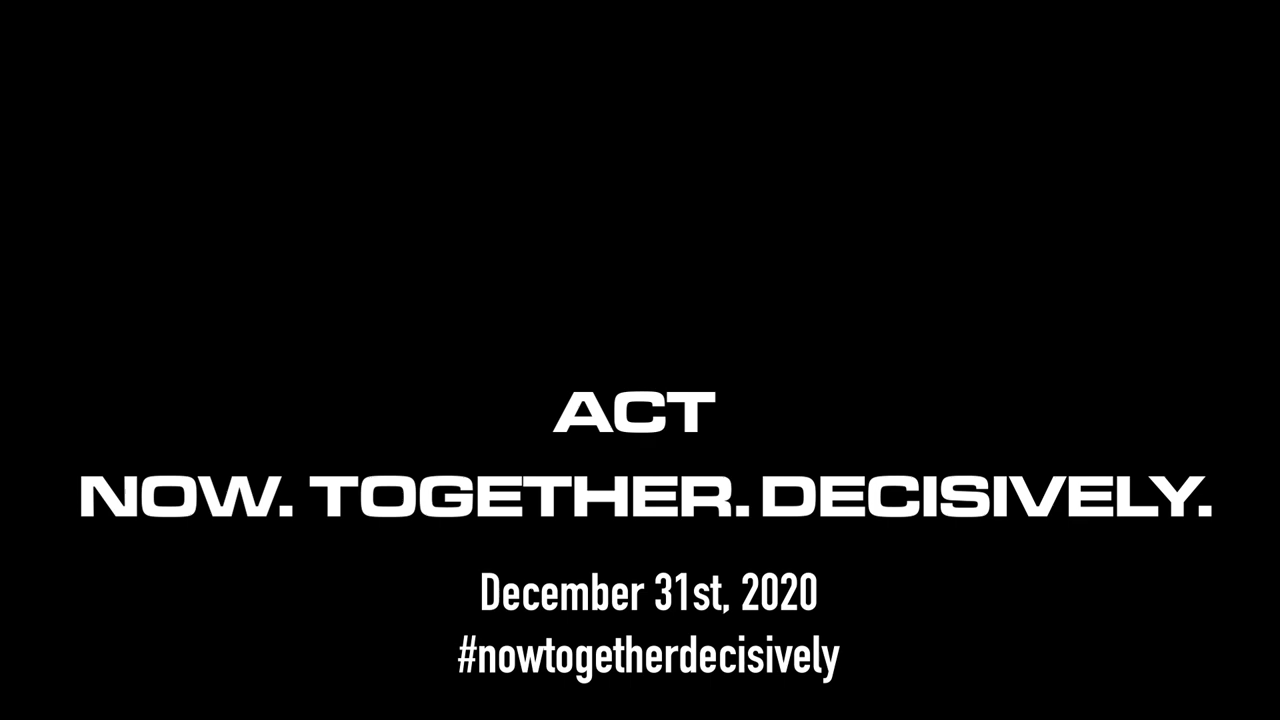 ACT
NOW. TOGETHER. DECISIVELY.
December 31st, 2020
#nowtogetherdecisively